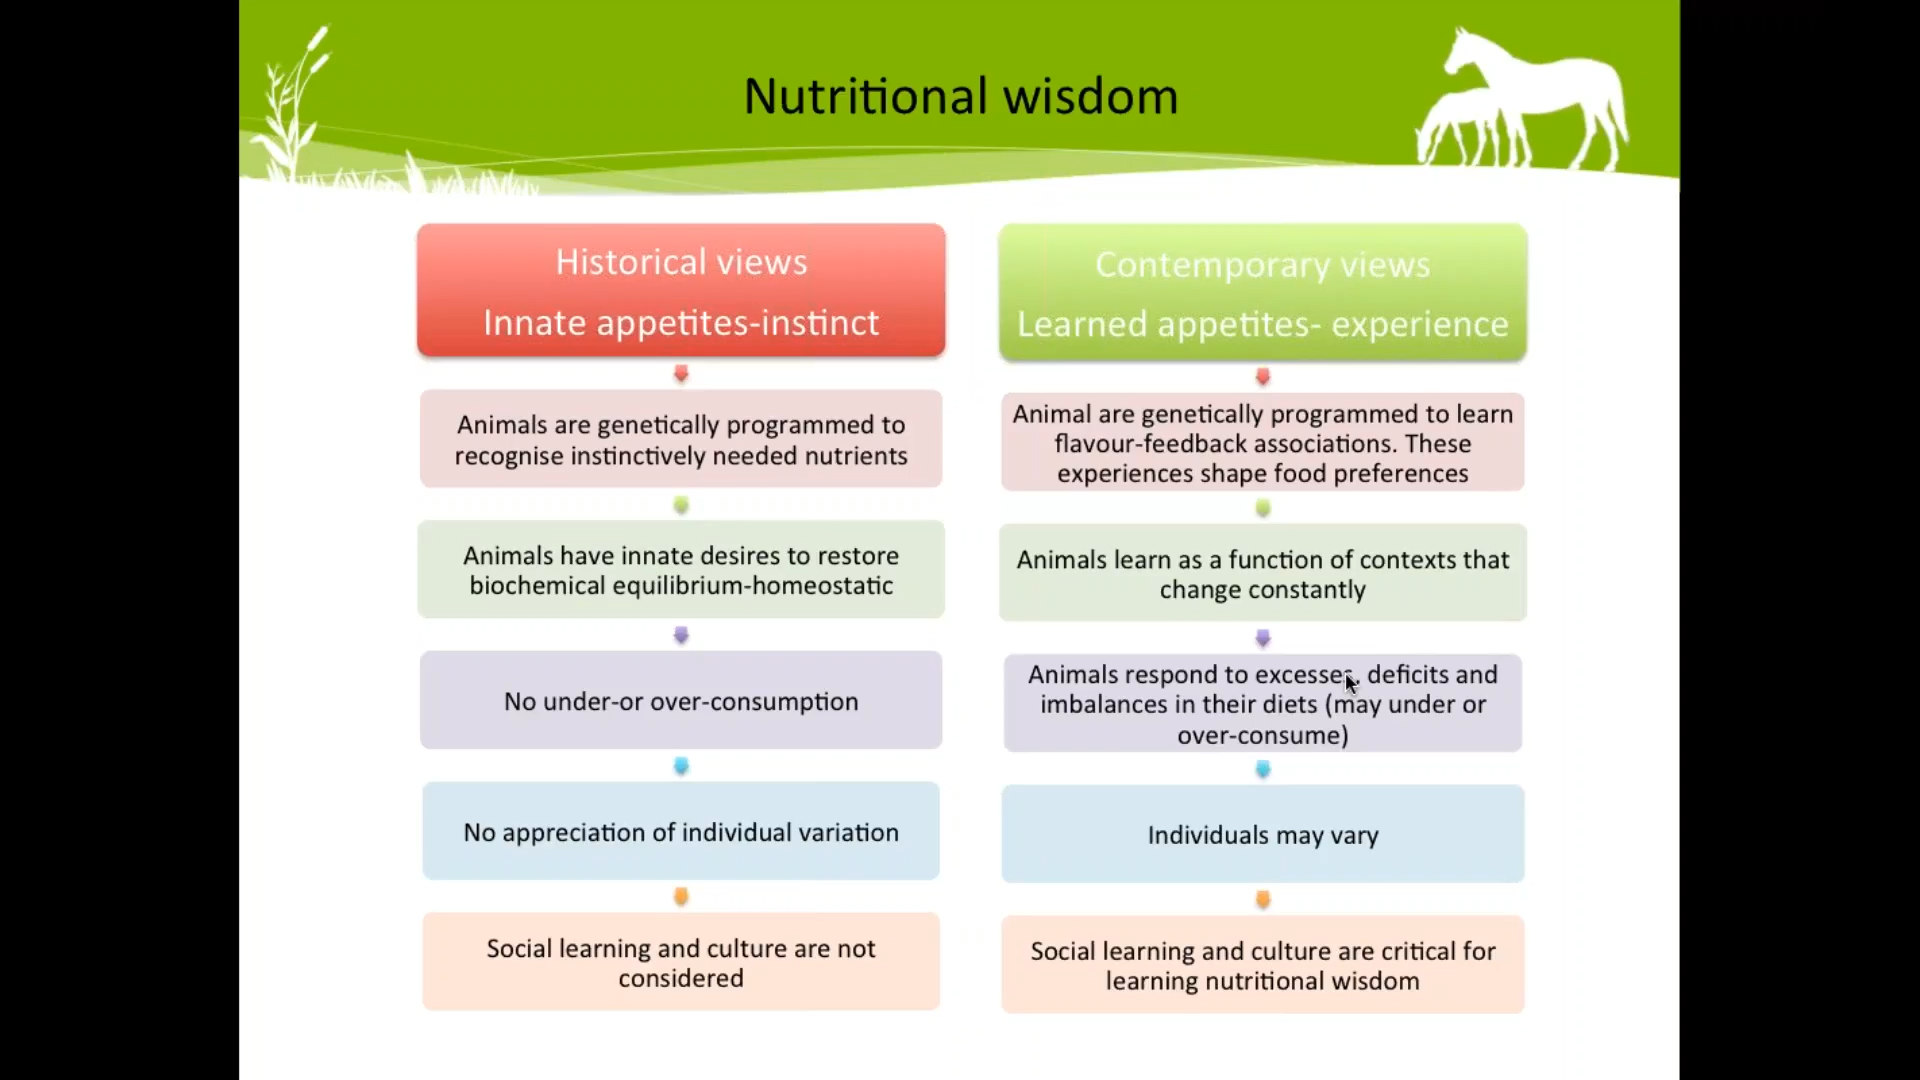 Nutritional wisdom
Historical views
Innate appetites-instinct
Animals are genetically programmed to
recognise instinctively needed nutrients
Animals have innate desires to restore
biochemical equilibrium-homeostatic
No under-or over-consumption
No appreciation of individual variation
Social learning and culture are not
considered
Contemporary views
Learned appetites- experience
Animal are genetically programmed to learn
flavour-feedback associations. These
experiences shape food preferences
Animals learn as a function of contexts that
change constantly
Animals respond to excesses, deficits and
imbalances in their diets (may under or
over-consume)
Individuals may vary
Social learning and culture are critical for
learning nutritional wisdom